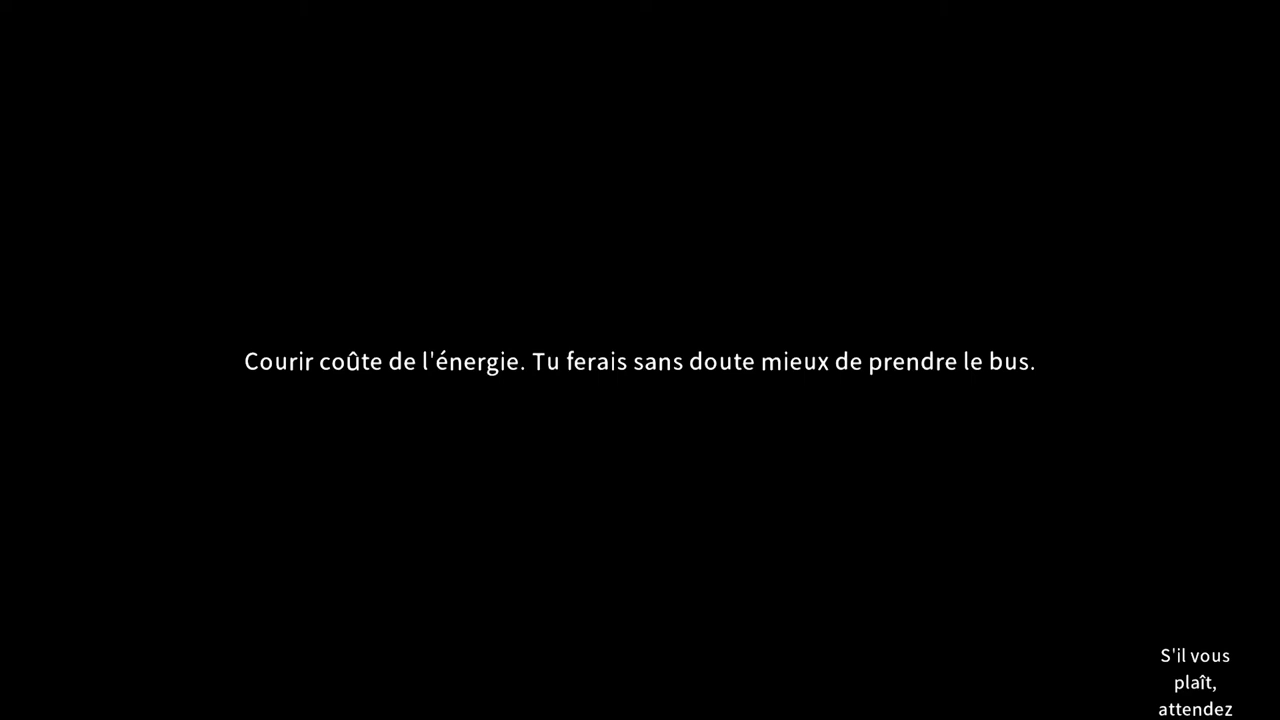 Courir coûte de l'énergie. Tu ferais sans doute mieux de prendre le bus.
S'il vous
plaît,
attendez